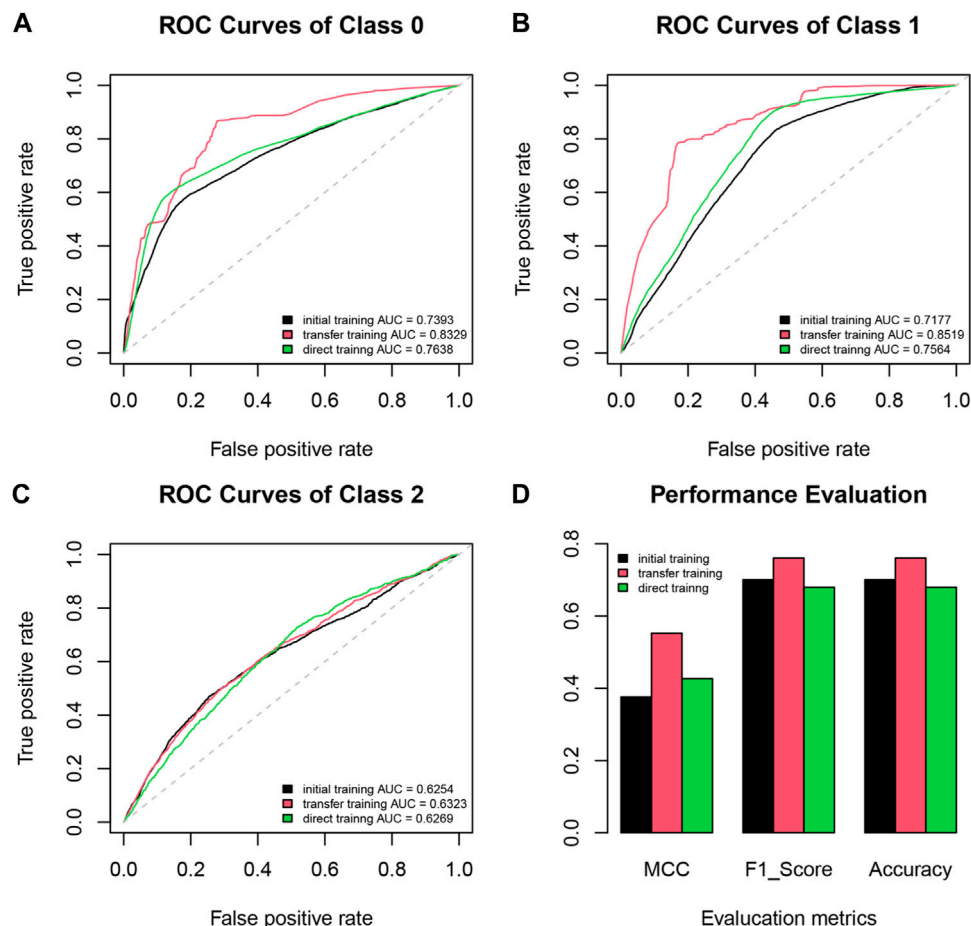 A
ROC Curves of Class 0
True positive rate
1.0
0.8
0.6
0.4
0.2
0.0
initial training AUC = 0.7393
transfer training AUC = 0.8329
direct trainng AUC = 0.7638
0.0 0.2 0.4 0.6 0.8 1.0
False positive rate
B
ROC Curves of Class 1
True positive rate
1.0
0.8
0.6
0.4
0.2
0.0
initial training AUC = 0.7177
transfer training AUC = 0.8519
direct trainng AUC = 0.7564
0.0 0.2 0.4 0.6 0.8 1.0
False positive rate
C
ROC Curves of Class 2
True positive rate
1.0
0.8
0.6
0.4
0.2
0.0
initial training AUC = 0.6254
transfer training AUC = 0.6323
direct trainng AUC = 0.6269
0.0 0.2 0.4 0.6 0.8 1.0
False positive rate
D
Performance Evaluation
0.8
0.6
0.4
0.2
0.0
initial training
transfer training
direct trainng
MCC F1_Score Accuracy
Evalucation metrics